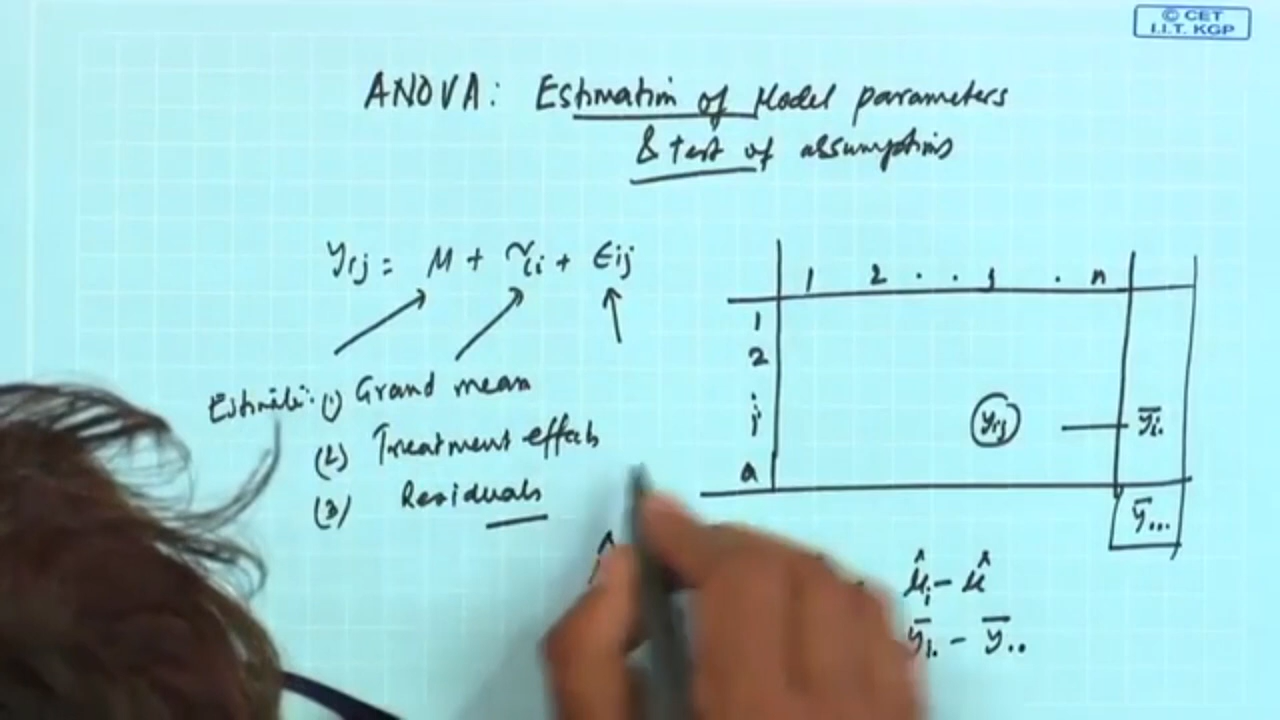 © CET
I.I.T. KGP
ANOVA: Estimation of Model parameters
& test of assumptions
yij = μ + τi + ϵij
Estimate: (1) Grand mean
(2) Treatment effects
(3) Residuals
1 2 . . j . n
1
2
i yij ȳi.
a
ȳ...
μ̂i - μ̂
ȳi. - ȳ..